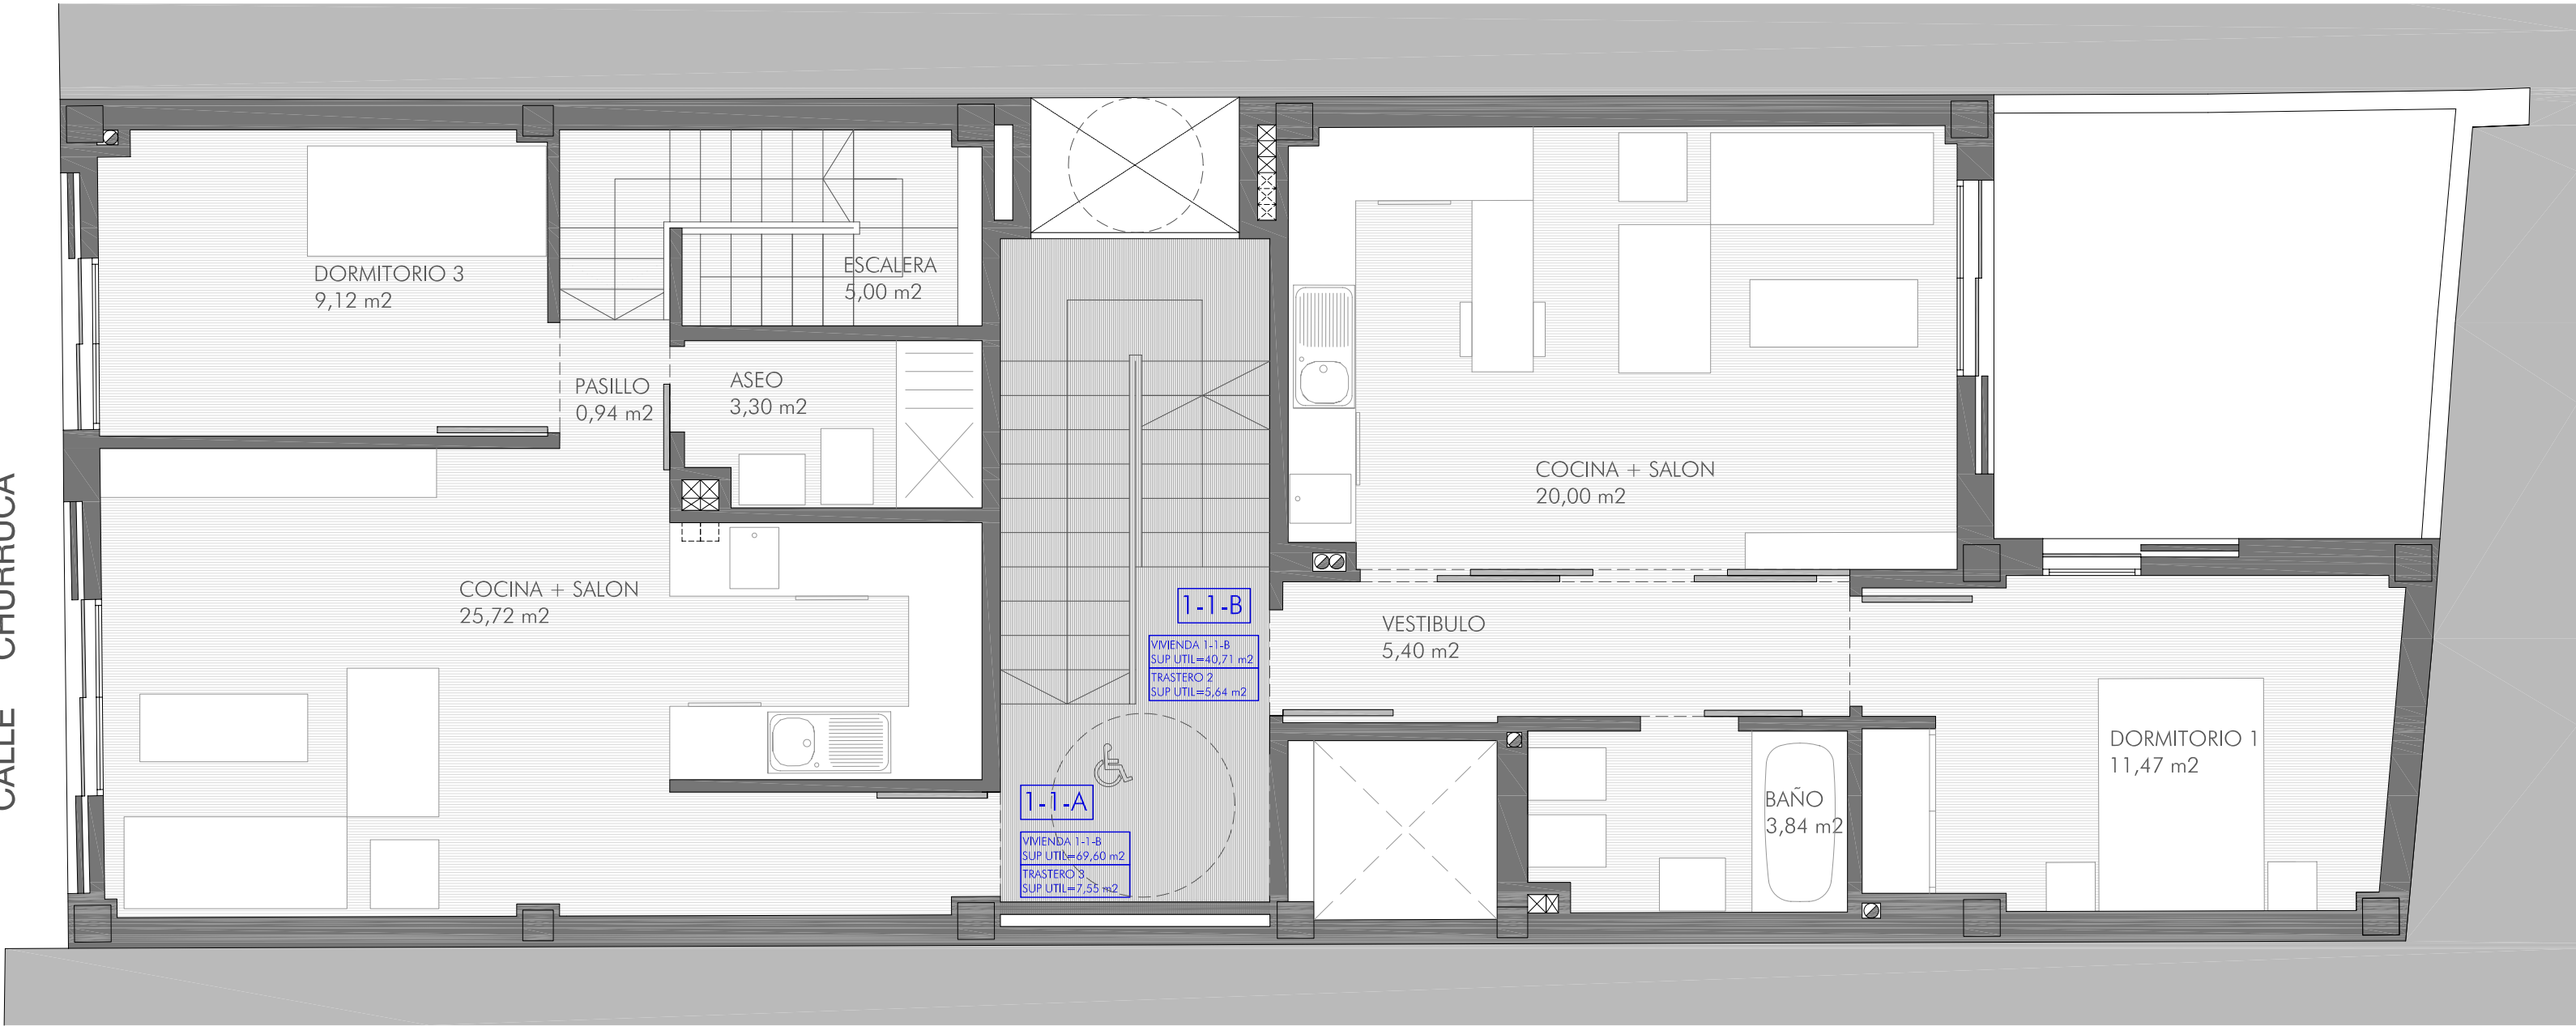 CALLE CHURRUCA
DORMITORIO 3
9,12 m2
ESCALERA
5,00 m2
PASILLO
0,94 m2
ASEO
3,30 m2
COCINA + SALON
25,72 m2
1-1-B
VIVIENDA 1-1-B
SUP UTIL=40,71 m2
TRASTERO 2
SUP UTIL=5,64 m2
1-1-A
VIVIENDA 1-1-B
SUP UTIL=69,60 m2
TRASTERO 3
SUP UTIL=7,55 m2
COCINA + SALON
20,00 m2
VESTIBULO
5,40 m2
BAÑO
3,84 m2
DORMITORIO 1
11,47 m2